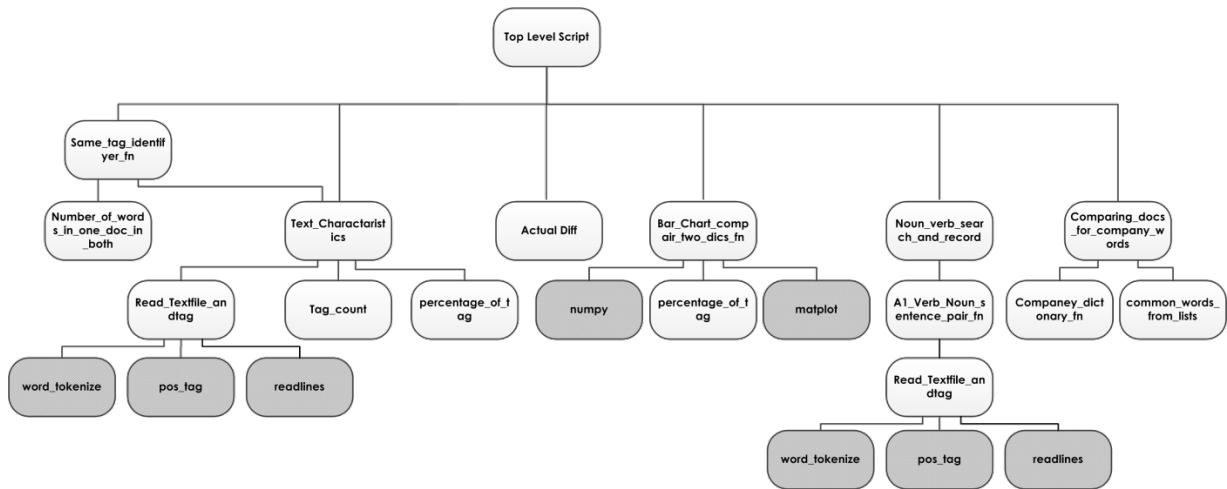 Top Level Script
Same_tag_identif
yer_fn
Number_of_wor
ds_in_one_doc_in
_both
Text_Charactarist
ics
Actual Diff
Bar_Chart_comp
air_two_dics_fn
Noun_verb_sear
ch_and_record
Comparing_docs
_for_company_w
ords
Read_Textfile_an
dtag
Tag_count
percentage_of_t
ag
numpy
percentage_of_t
ag
matplot
A1_Verb_Noun_s
entence_pair_fn
Companey_dict
onary_fn
common_words_
from_lists
word_tokenize
pos_tag
readlines
Read_Textfile_an
dtag
word_tokenize
pos_tag
readlines